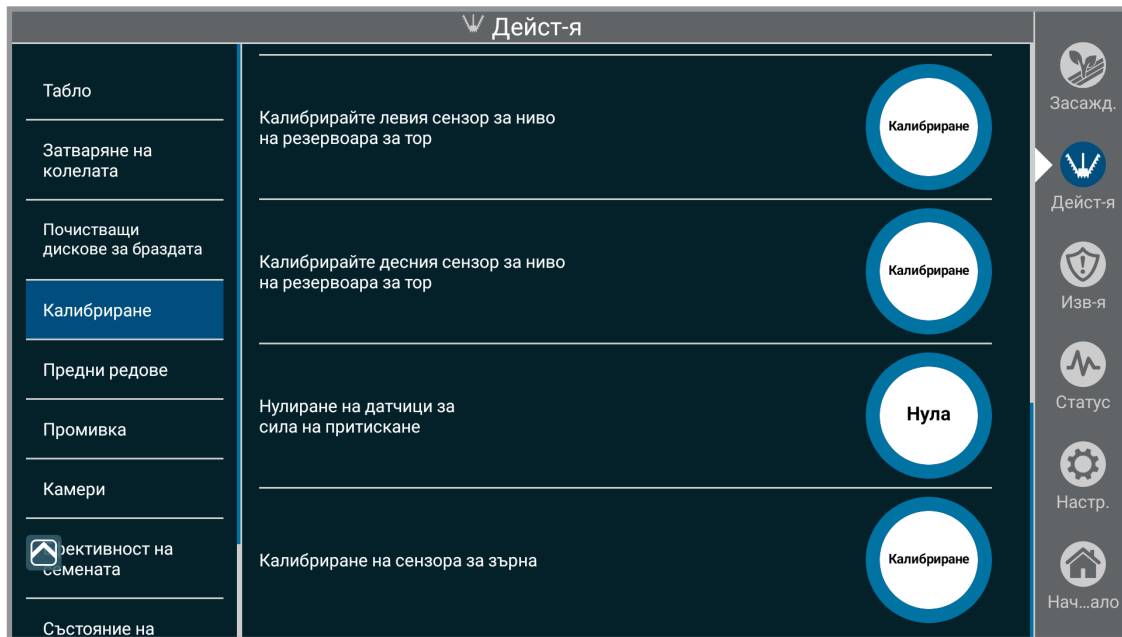 Дейст-я
Табло
Затваряне на
колелата
Почистващи
дискове за браздата
Калибриране
Предни редове
Промивка
Камери
на
семената
Състояние на
Калибрирайте левия сензор за ниво
на резервоара за тор
Калибриране
Калибрирайте десния сензор за ниво
на резервоара за тор
Калибриране
Нулиране на датчици за
сила на притискане
Нула
Калибриране на сензора за зърна
Калибриране
Засажд.
Дейст-я
Изв-я
Статус
Настр.
Нач...ало